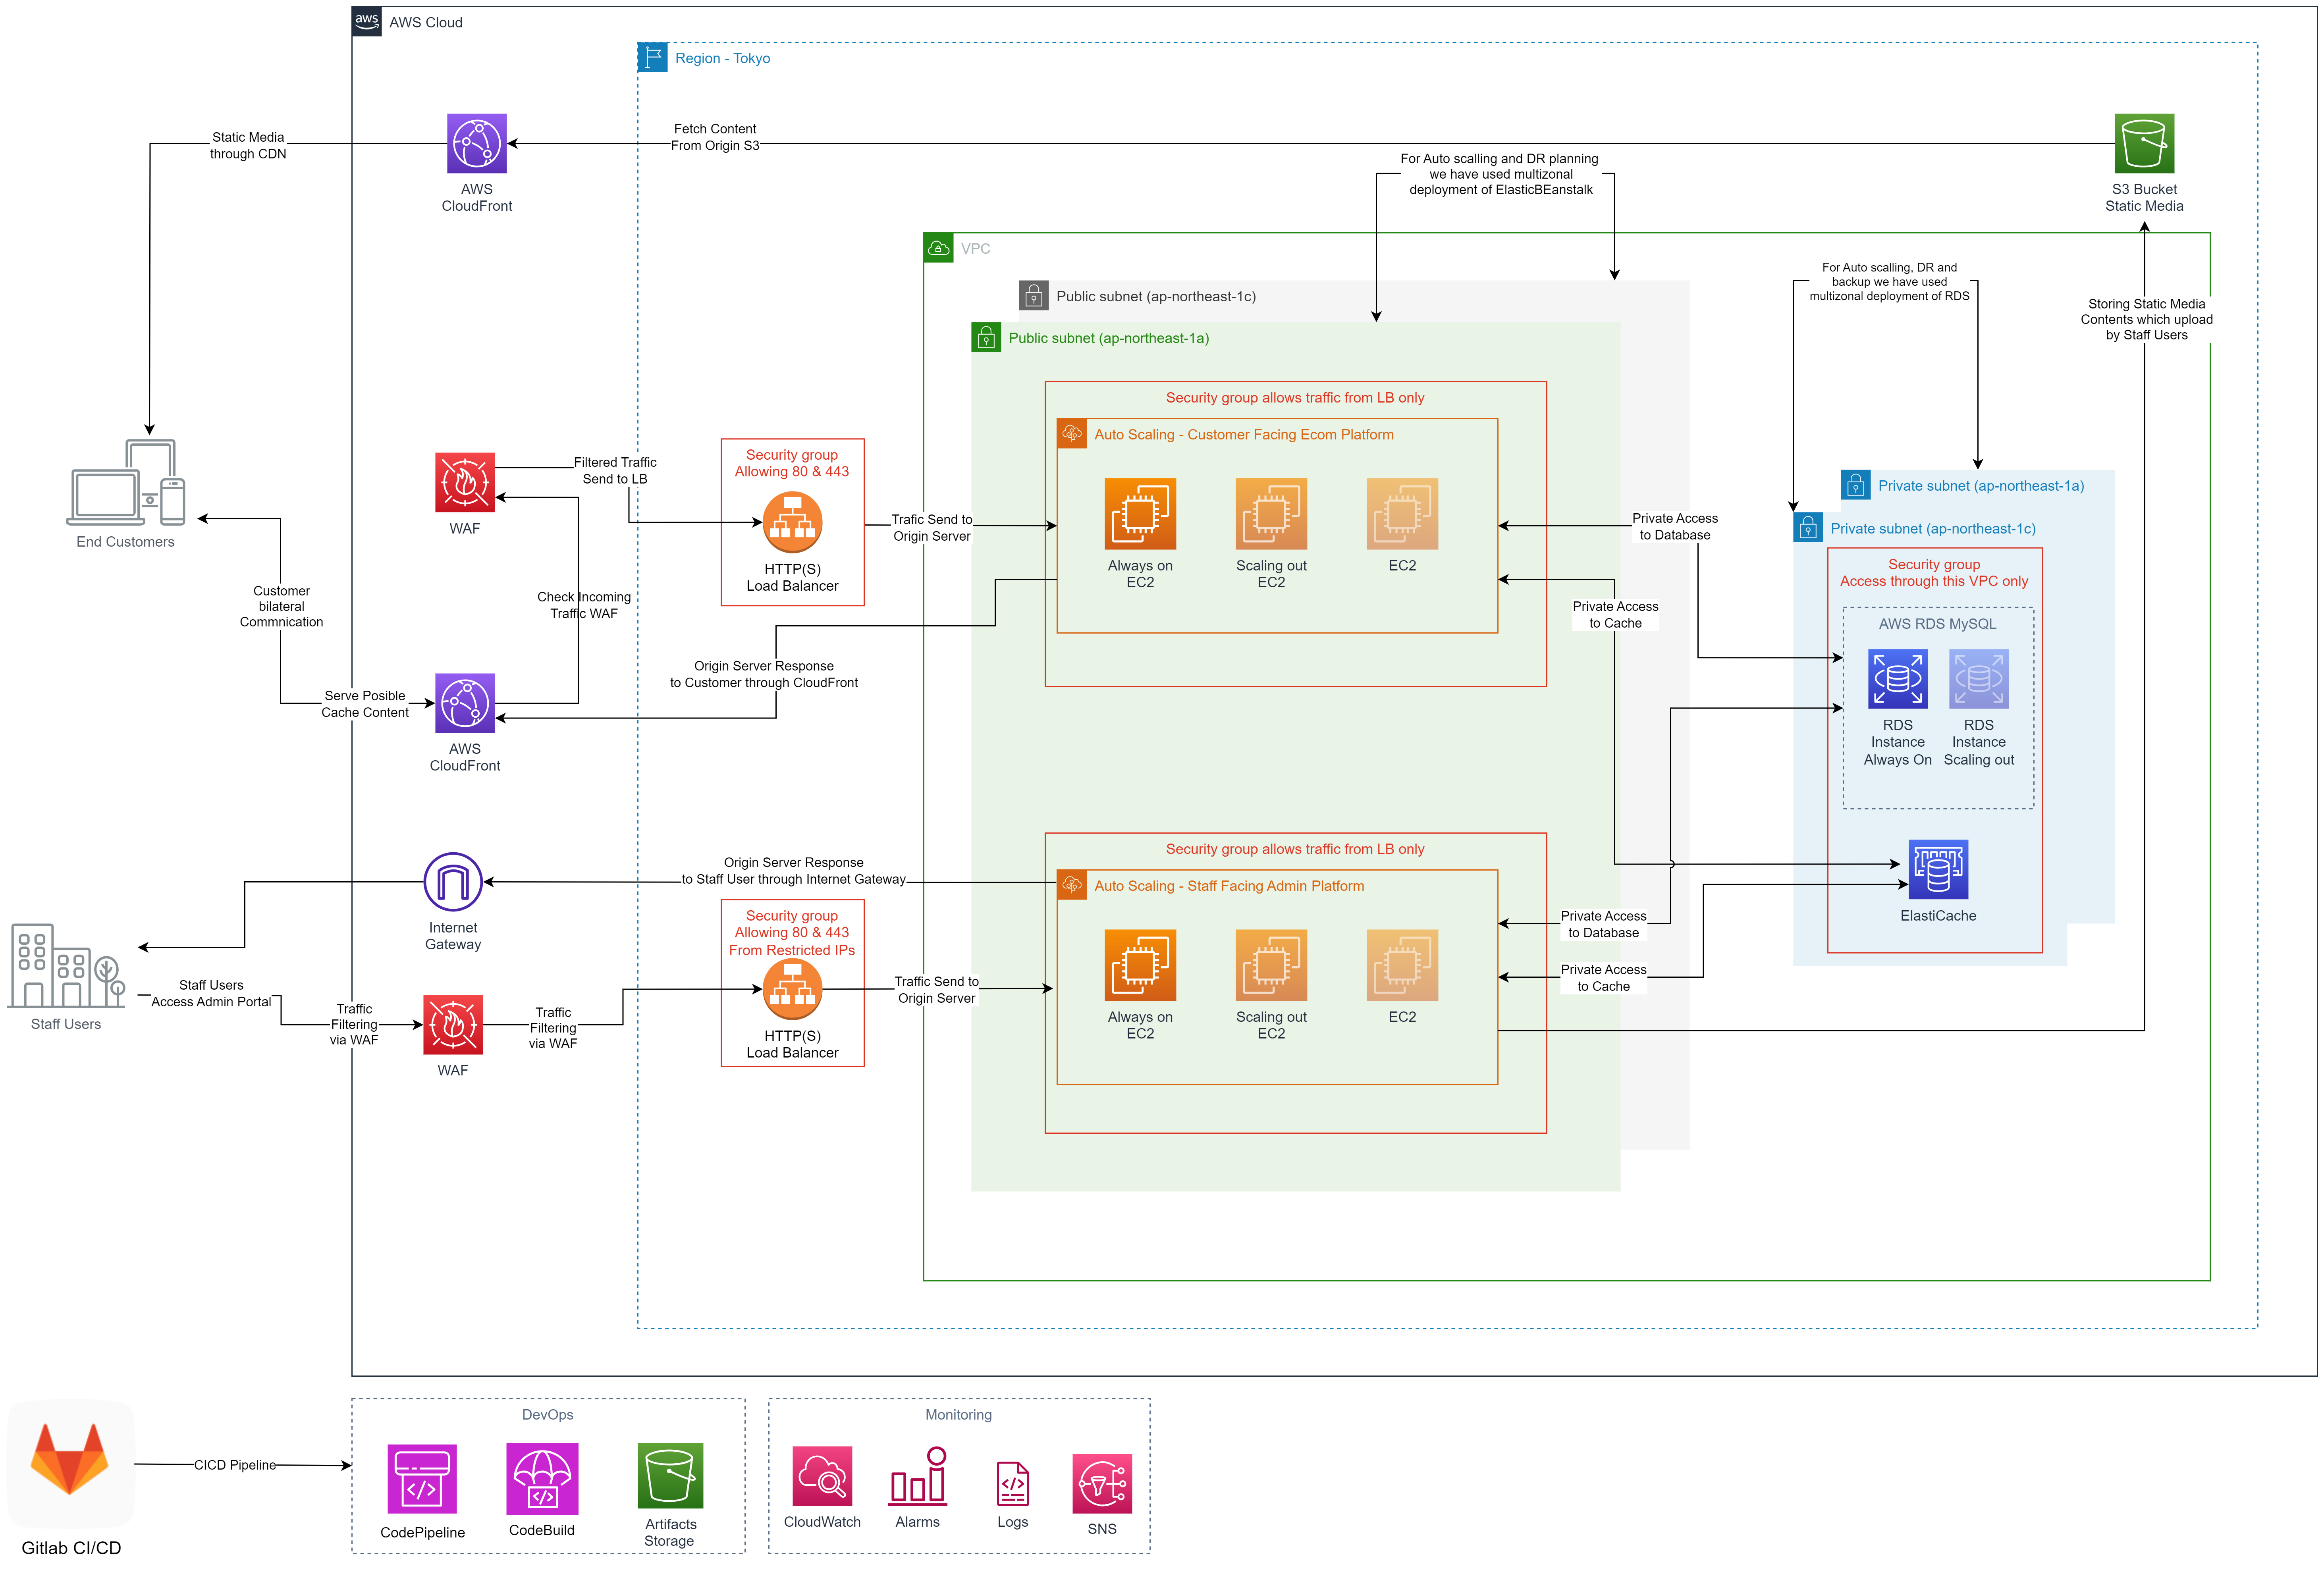 aws
AWS Cloud
Region - Tokyo
Static Media
through CDN
AWS
CloudFront
Fetch Content
From Origin S3
For Auto scalling and DR planning
we have used multizonal
deployment of ElasticBEanstalk
S3 Bucket
Static Media
VPC
Public subnet (ap-northeast-1c)
Public subnet (ap-northeast-1a)
For Auto scalling, DR and
backup we have used
multizonal deployment of RDS
Storing Static Media
Contents which upload
by Staff Users
Security group allows traffic from LB only
Auto Scaling - Customer Facing Ecom Platform
Always on
EC2
Scaling out
EC2
EC2
End Customers
WAF
Filtered Traffic
Send to LB
Security group
Allowing 80 & 443
HTTP(S)
Load Balancer
Trafic Send to
Origin Server
Private Access
to Database
Private Access
to Cache
Private subnet (ap-northeast-1a)
Private subnet (ap-northeast-1c)
Security group
Access through this VPC only
AWS RDS MySQL
RDS
Instance
Always On
RDS
Instance
Scaling out
ElastiCache
Customer
bilateral
Commnication
Check Incoming
Traffic WAF
Serve Posible
Cache Content
AWS
CloudFront
Origin Server Response
to Customer through CloudFront
Internet
Gateway
Origin Server Response
to Staff User through Internet Gateway
Security group
Allowing 80 & 443
From Restricted IPs
HTTP(S)
Load Balancer
Traffic Send to
Origin Server
Security group allows traffic from LB only
Auto Scaling - Staff Facing Admin Platform
Always on
EC2
Scaling out
EC2
EC2
Private Access
to Database
Private Access
to Cache
Staff Users
Staff Users
Access Admin Portal
Traffic
Filtering
via WAF
WAF
Traffic
Filtering
via WAF
Gitlab CI/CD
CICD Pipeline
DevOps
CodePipeline
CodeBuild
Artifacts
Storage
Monitoring
CloudWatch
Alarms
Logs
SNS